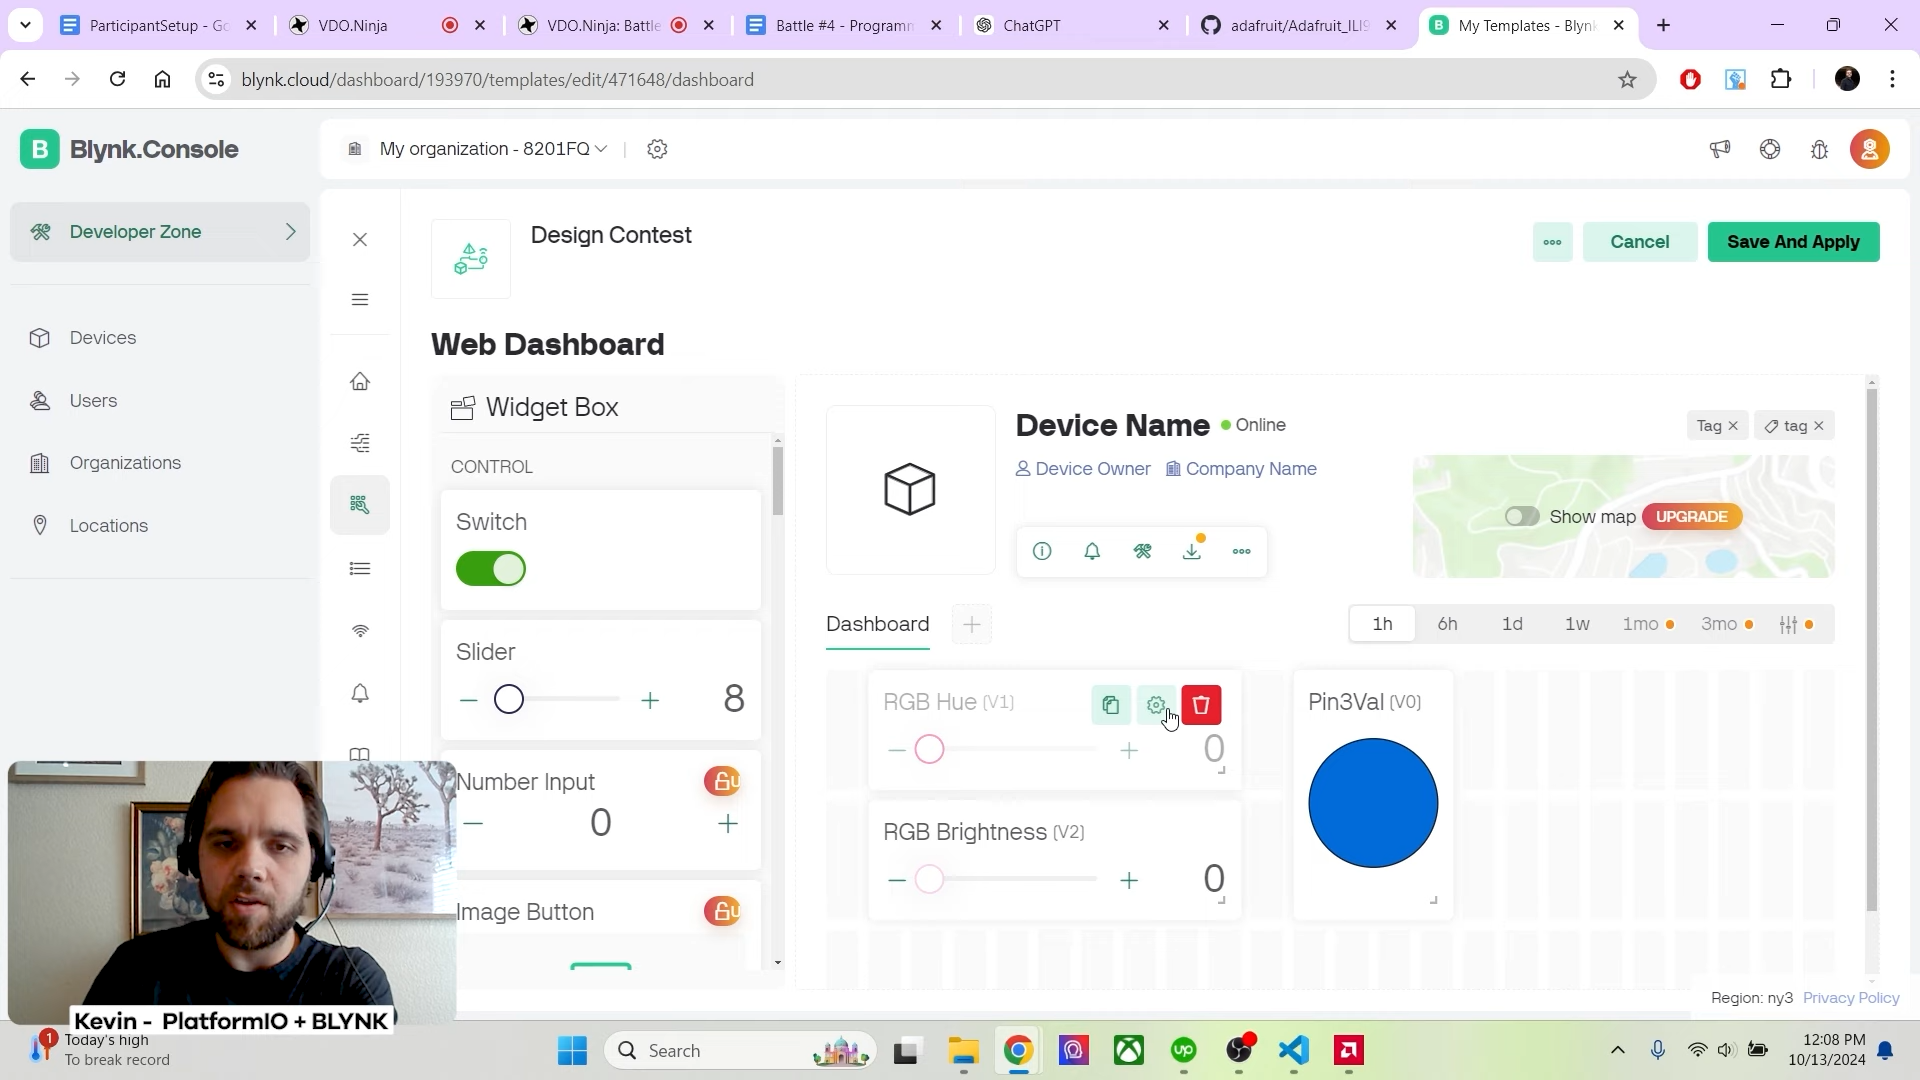 ParticipantSetup - Go
VDO.Ninja
VDO.Ninja: Battle
Battle #4 - Programm
ChatGPT
adafruit/Adafruit_ILI9
My Templates - Blynk
blynk.cloud/dashboard/193970/templates/edit/471648/dashboard
B Blynk.Console
My organization - 8201FQ
Developer Zone
Devices
Users
Organizations
Locations
Design Contest
Cancel
Save And Apply
Web Dashboard
Widget Box
CONTROL
Switch
Slider
8
Number Input
0
Image Button
Device Name
Online
Tag
tag
Device Owner
Company Name
Show map
UPGRADE
Dashboard
1h
6h
1d
1w
1mo
3mo
RGB Hue (V1)
0
RGB Brightness (V2)
0
Pin3Val (V0)
Region: ny3 Privacy Policy
Kevin - PlatformIO + BLYNK
1
Today's high
To break record
Search
up
12:08 PM
10/13/2024